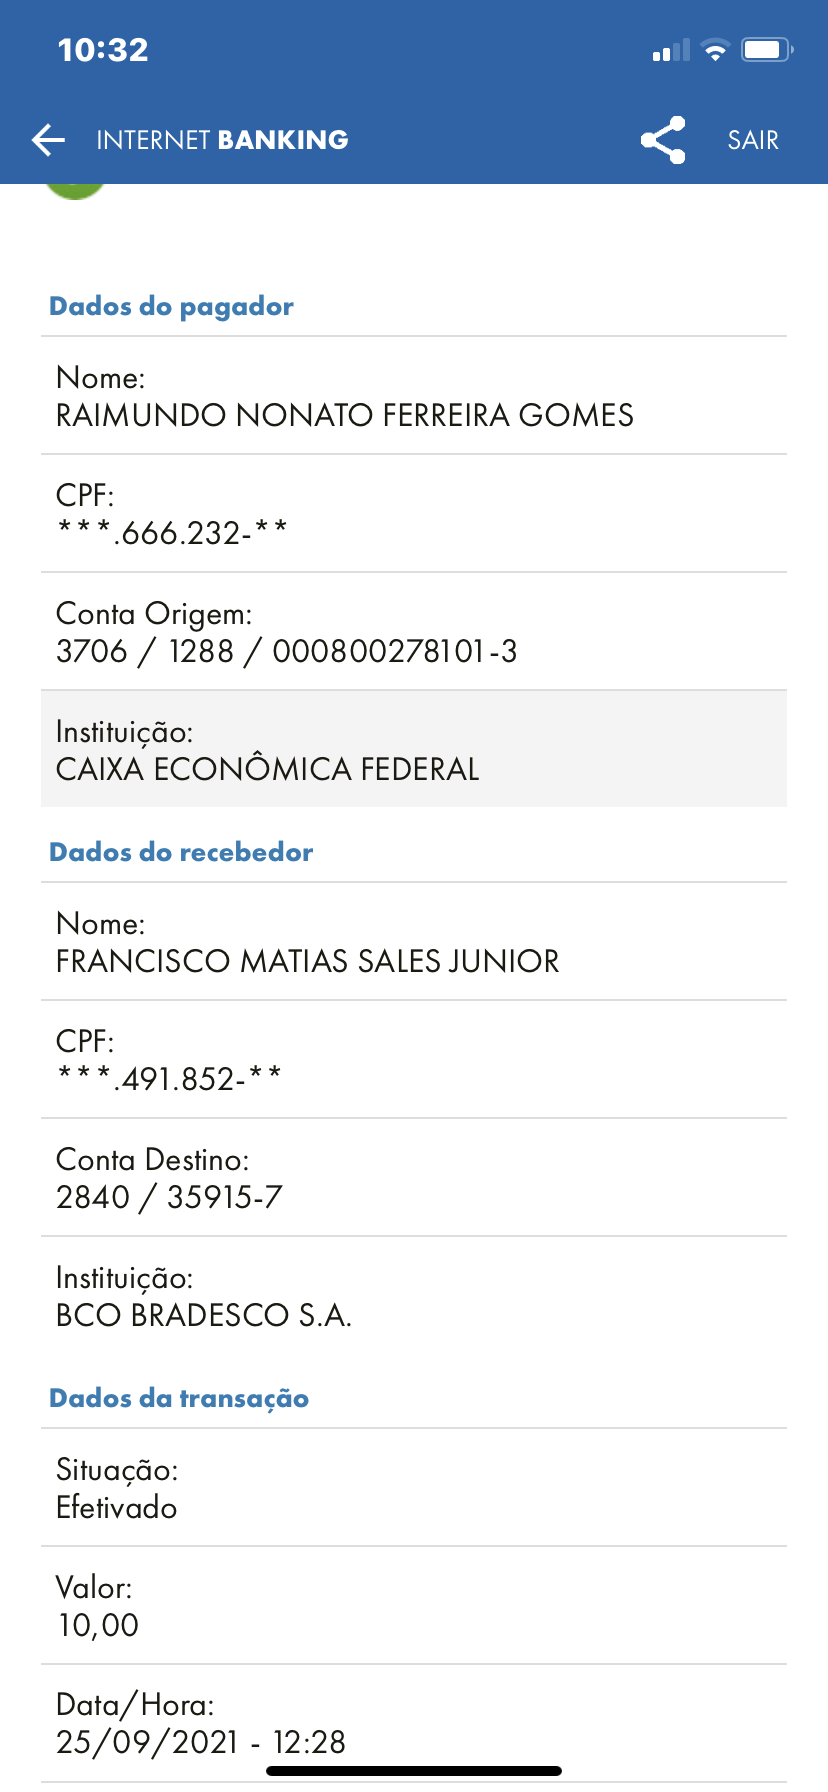 10:32
INTERNET BANKING
SAIR
Dados do pagador
Nome:
RAIMUNDO NONATO FERREIRA GOMES
CPF:
***.666.232-**
Conta Origem:
3706 / 1288 / 000800278101-3
Instituição:
CAIXA ECONÔMICA FEDERAL
Dados do recebedor
Nome:
FRANCISCO MATIAS SALES JUNIOR
CPF:
***.491.852-**
Conta Destino:
2840 / 35915-7
Instituição:
BCO BRADESCO S.A.
Dados da transação
Situação:
Efetivado
Valor:
10,00
Data/Hora:
25/09/2021 - 12:28